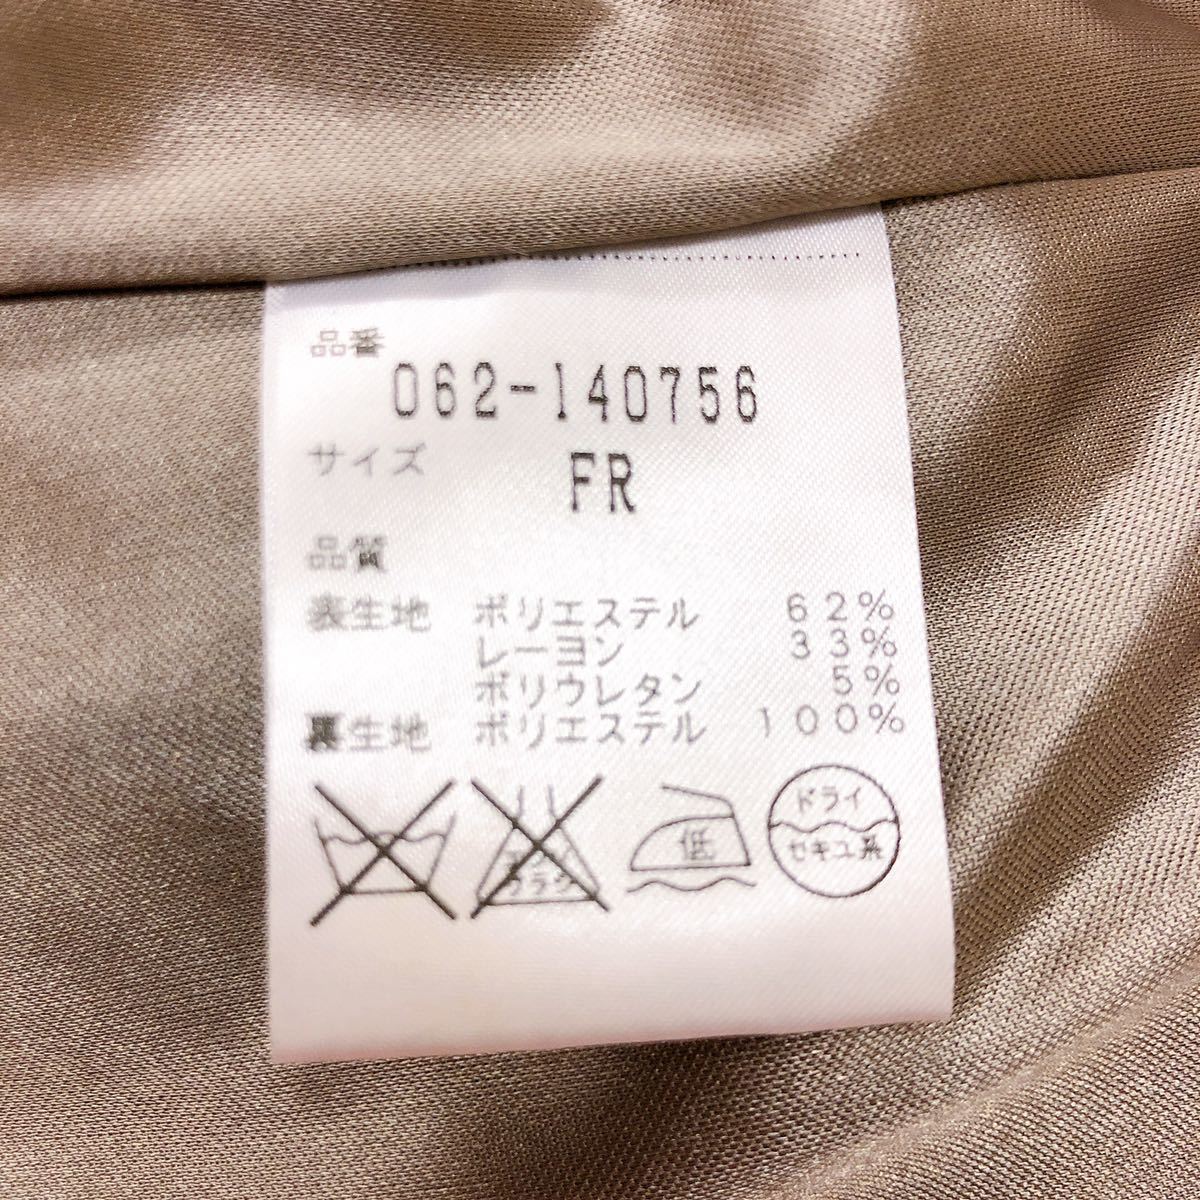 品番
062-140756
サイズ FR
品質
表生地 ポリエステル 62%
レーヨン 33%
ポリウレタン 5%
裏生地 ポリエステル 100%
低
ドライ
セキユ系